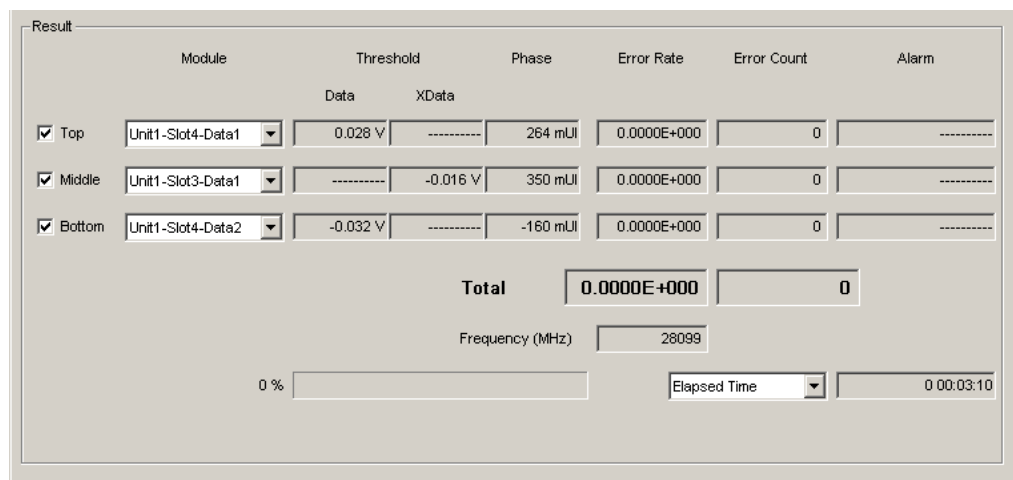 Result
Module Threshold Phase Error Rate Error Count Alarm
Data XData
Top Unit1-Slot4-Data1 0.028 V ---------- 264 mUI 0.0000E+000 0 ----------
Middle Unit1-Slot3-Data1 ---------- -0.016 V 350 mUI 0.0000E+000 0 ----------
Bottom Unit1-Slot4-Data2 -0.032 V ---------- -160 mUI 0.0000E+000 0 ----------
Total 0.0000E+000 0
Frequency (MHz) 28099
0 % Elapsed Time 0 00:03:10